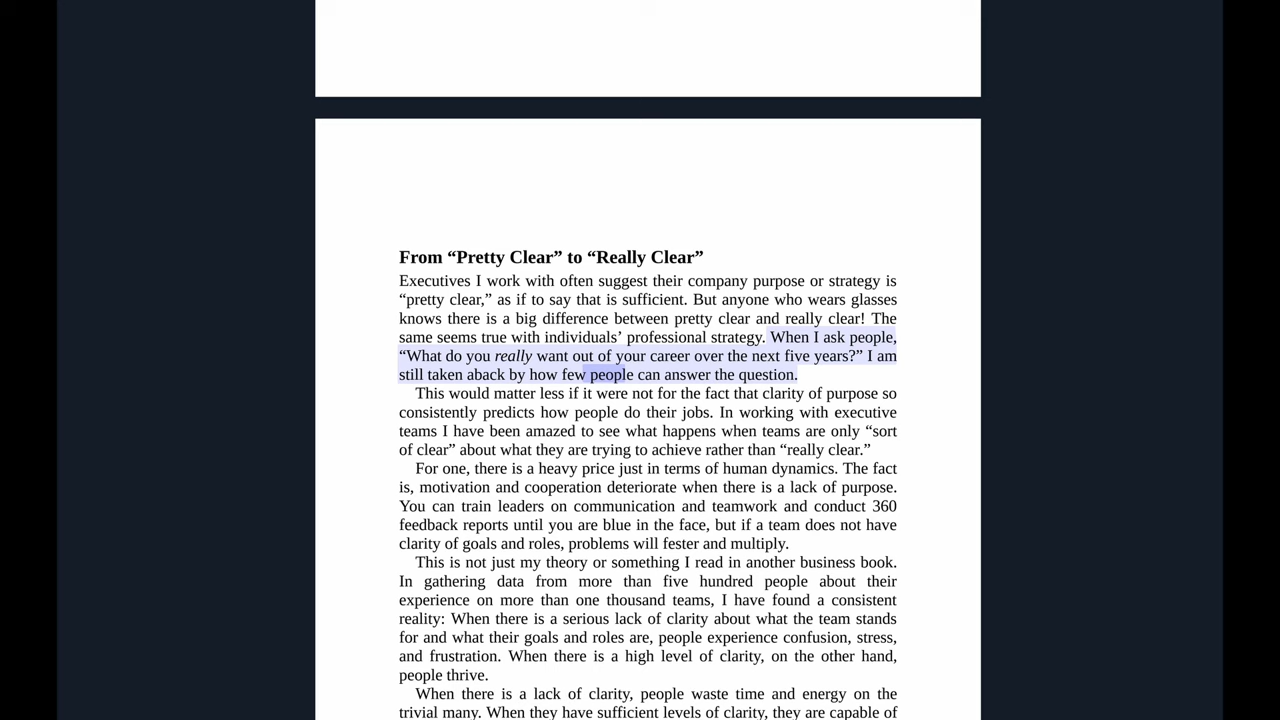 From “Pretty Clear” to “Really Clear”
Executives I work with often suggest their company purpose or strategy is
“pretty clear,” as if to say that is sufficient. But anyone who wears glasses
knows there is a big difference between pretty clear and really clear! The
same seems true with individuals’ professional strategy. When I ask people,
“What do you really want out of your career over the next five years?” I am
still taken aback by how few people can answer the question.
This would matter less if it were not for the fact that clarity of purpose so
consistently predicts how people do their jobs. In working with executive
teams I have been amazed to see what happens when teams are only “sort
of clear” about what they are trying to achieve rather than “really clear.”
For one, there is a heavy price just in terms of human dynamics. The fact
is, motivation and cooperation deteriorate when there is a lack of purpose.
You can train leaders on communication and teamwork and conduct 360
feedback reports until you are blue in the face, but if a team does not have
clarity of goals and roles, problems will fester and multiply.
This is not just my theory or something I read in another business book.
In gathering data from more than five hundred people about their
experience on more than one thousand teams, I have found a consistent
reality: When there is a serious lack of clarity about what the team stands
for and what their goals and roles are, people experience confusion, stress,
and frustration. When there is a high level of clarity, on the other hand,
people thrive.
When there is a lack of clarity, people waste time and energy on the
trivial many. When they have sufficient levels of clarity, they are capable of